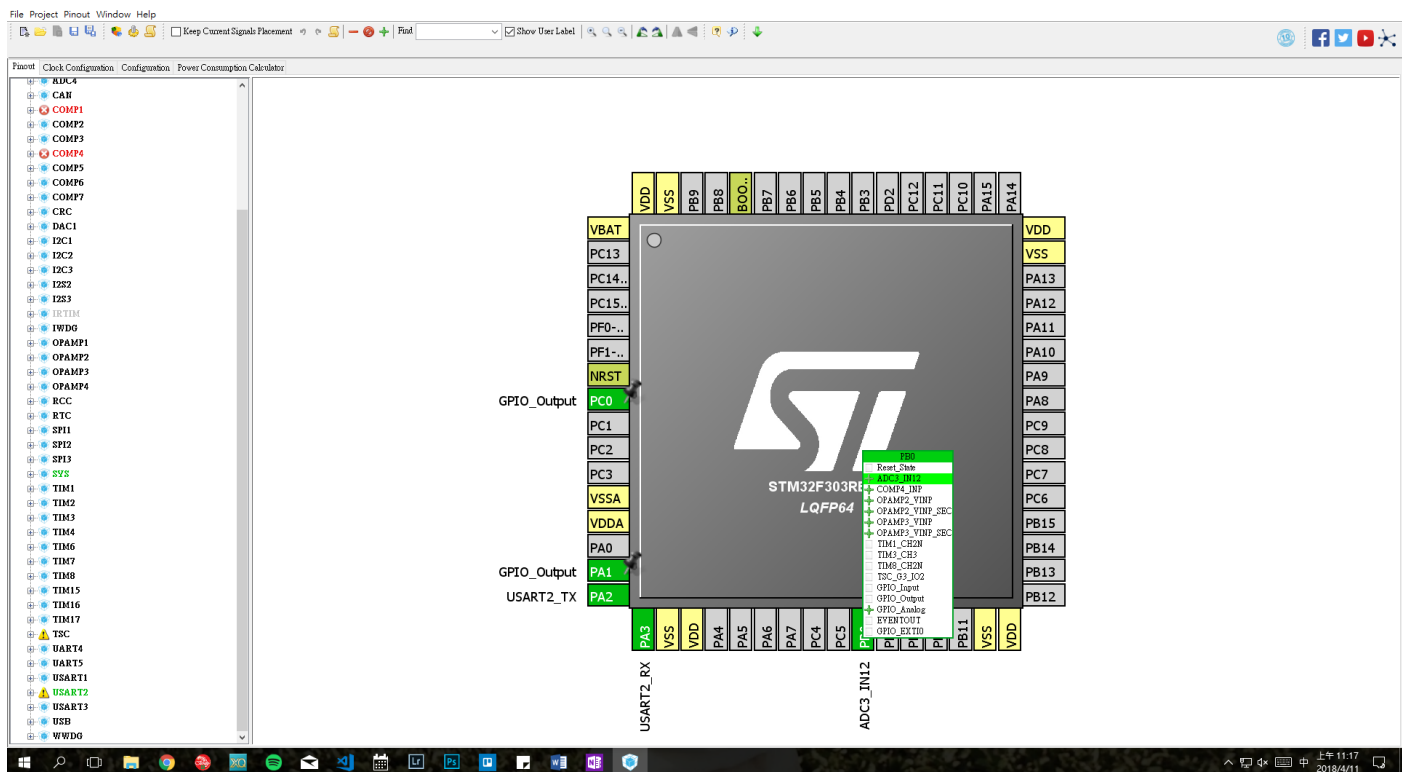 File Project Pinout Window Help
Keep Current Signals Placement Find Show User Label
Pinout Clock Configuration Configuration Power Consumption Calculator
ADC4
CAN
COMP1
COMP2
COMP3
COMP4
COMP5
COMP6
COMP7
CRC
DAC1
I2C1
I2C2
I2C3
I2S2
I2S3
IRTIM
IWDG
OPAMP1
OPAMP2
OPAMP3
OPAMP4
RCC
RTC
SPI1
SPI2
SPI3
SYS
TIM1
TIM2
TIM3
TIM4
TIM6
TIM7
TIM8
TIM15
TIM16
TIM17
TSC
UART4
UART5
USART1
USART2
USART3
USB
WWDG
VDD VSS PB9 PB8 BOO.. PB7 PB6 PB5 PB4 PB3 PD2 PC12 PC11 PC10 PA15 PA14
VBAT
PC13
PC14..
PC15..
PF0-..
PF1-..
NRST
GPIO_Output PC0
PC1
PC2
PC3
VSSA
VDDA
PA0
GPIO_Output PA1
USART2_TX PA2
VDD
VSS
PA13
PA12
PA11
PA10
PA9
PA8
PC9
PC8
PC7
PC6
PB15
PB14
PB13
PB12
ST
LQFP64
PB0
Reset_State
ADC3_IN12
COMP4_INP
OPAMP2_VINP
OPAMP2_VINP_SEC
OPAMP3_VINP
OPAMP3_VINP_SEC
TIM1_CH2N
TIM3_CH3
TIM8_CH2N
TSC_G3_IO2
GPIO_Input
GPIO_Output
GPIO_Analog
EVENTOUT
GPIO_EXTI0
PA3 VSS VDD PA4 PA5 PA6 PA7 PC4 PC5 PB11 VSS VDD
USART2_RX
ADC3_IN12
Lr Ps
中 上午 11:17
2018/4/11